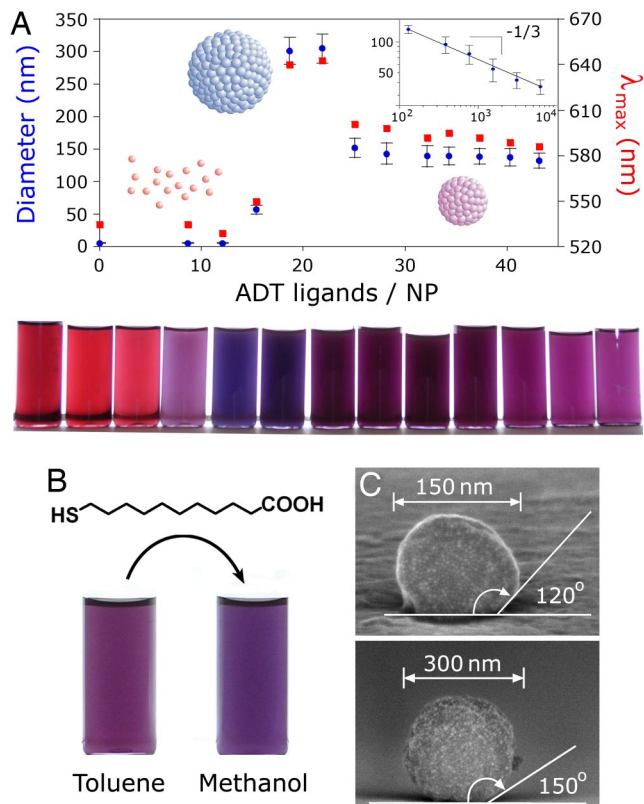 A
350
300
250
200
150
100
50
0
Diameter (nm)
0
10
20
30
40
ADT ligands / NP
670
640
610
580
550
520
λmax (nm)
100
50
10²
10³
10⁴
-1/3
B
HS
COOH
Toluene
Methanol
C
150 nm
120°
300 nm
150°